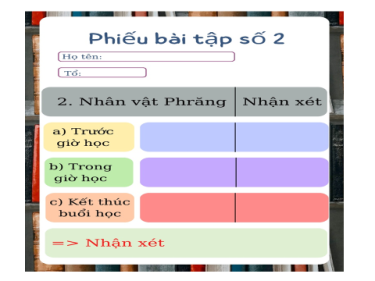 Phiếu bài tập số 2
Họ tên:
Tổ:
2. Nhân vật Phrăng Nhận xét
a) Trước
giờ học
b) Trong
giờ học
c) Kết thúc
buổi học
=> Nhận xét